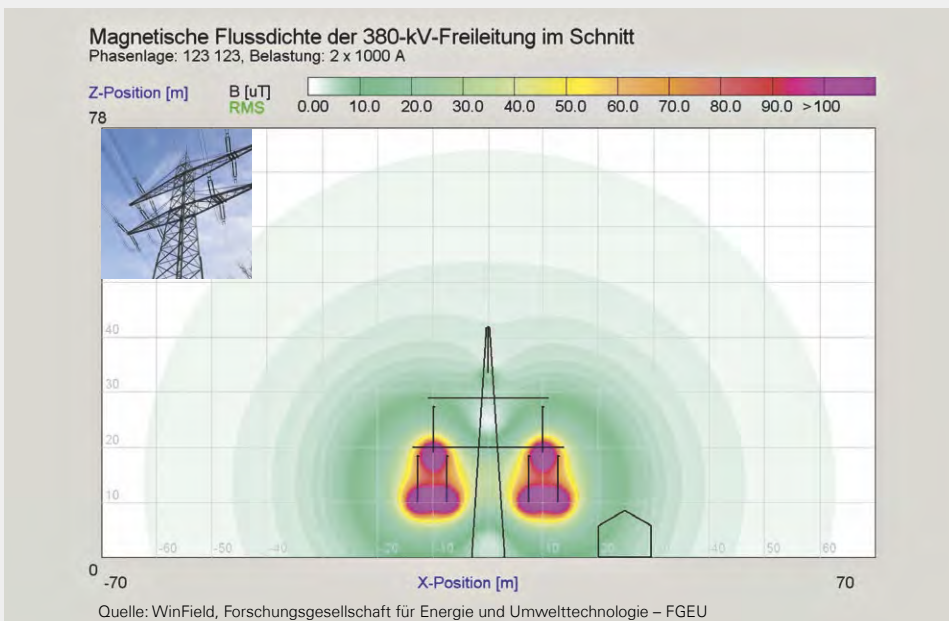 Magnetische Flussdichte der 380-kV-Freileitung im Schnitt
Phasenlage: 123 123, Belastung: 2 x 1000 A
Z-Position [m]
B [uT]
RMS
0.00 10.0 20.0 30.0 40.0 50.0 60.0 70.0 80.0 90.0 >100
78
40
30
20
10
-60 -40 -20 -10 10 40 50 60
0
-70
X-Position [m]
70
Quelle: WinField, Forschungsgesellschaft für Energie und Umwelttechnologie – FGEU